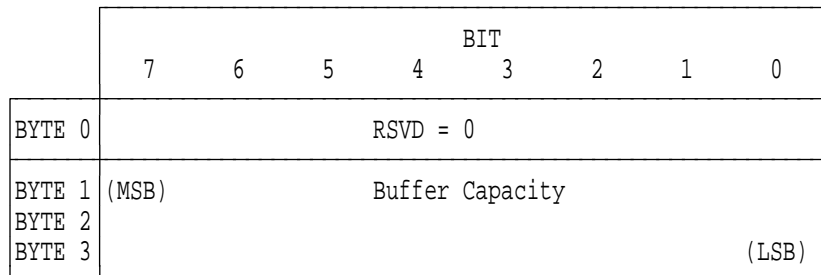 BIT
7 6 5 4 3 2 1 0
BYTE 0 RSVD = 0
BYTE 1 (MSB) Buffer Capacity
BYTE 2
BYTE 3 (LSB)